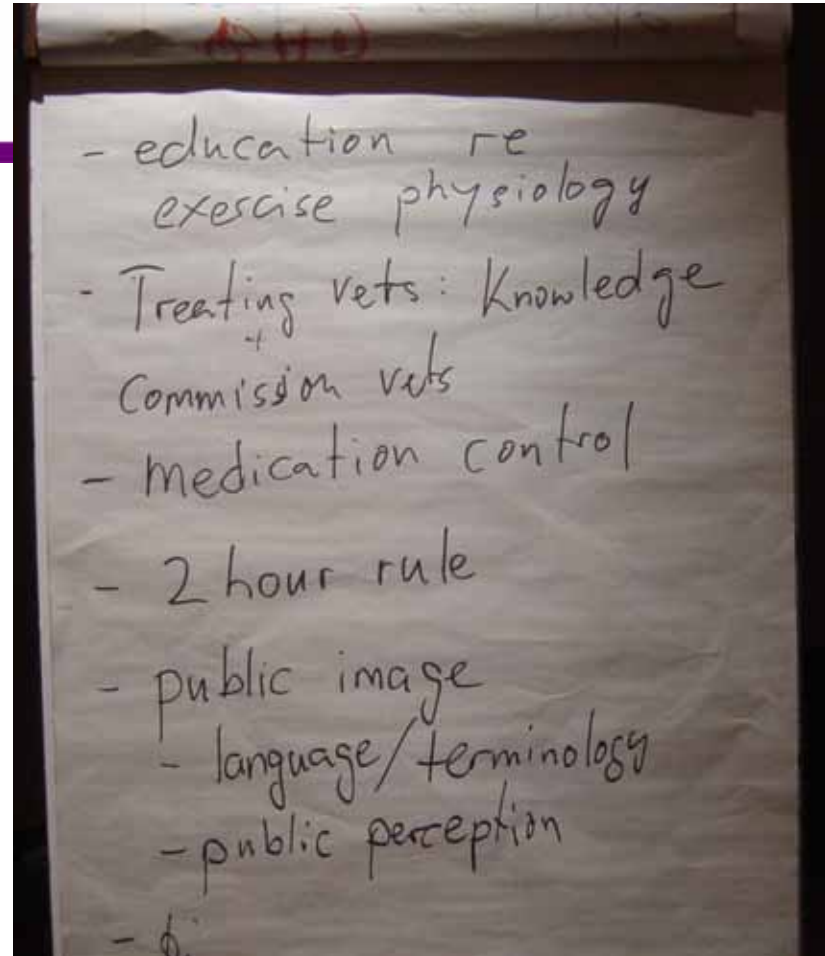 - education re
exercise physiology
- Treating vets: Knowledge
+
Commission vets
- medication control
- 2 hour rule
- public image
- language/terminology
- public perception
-